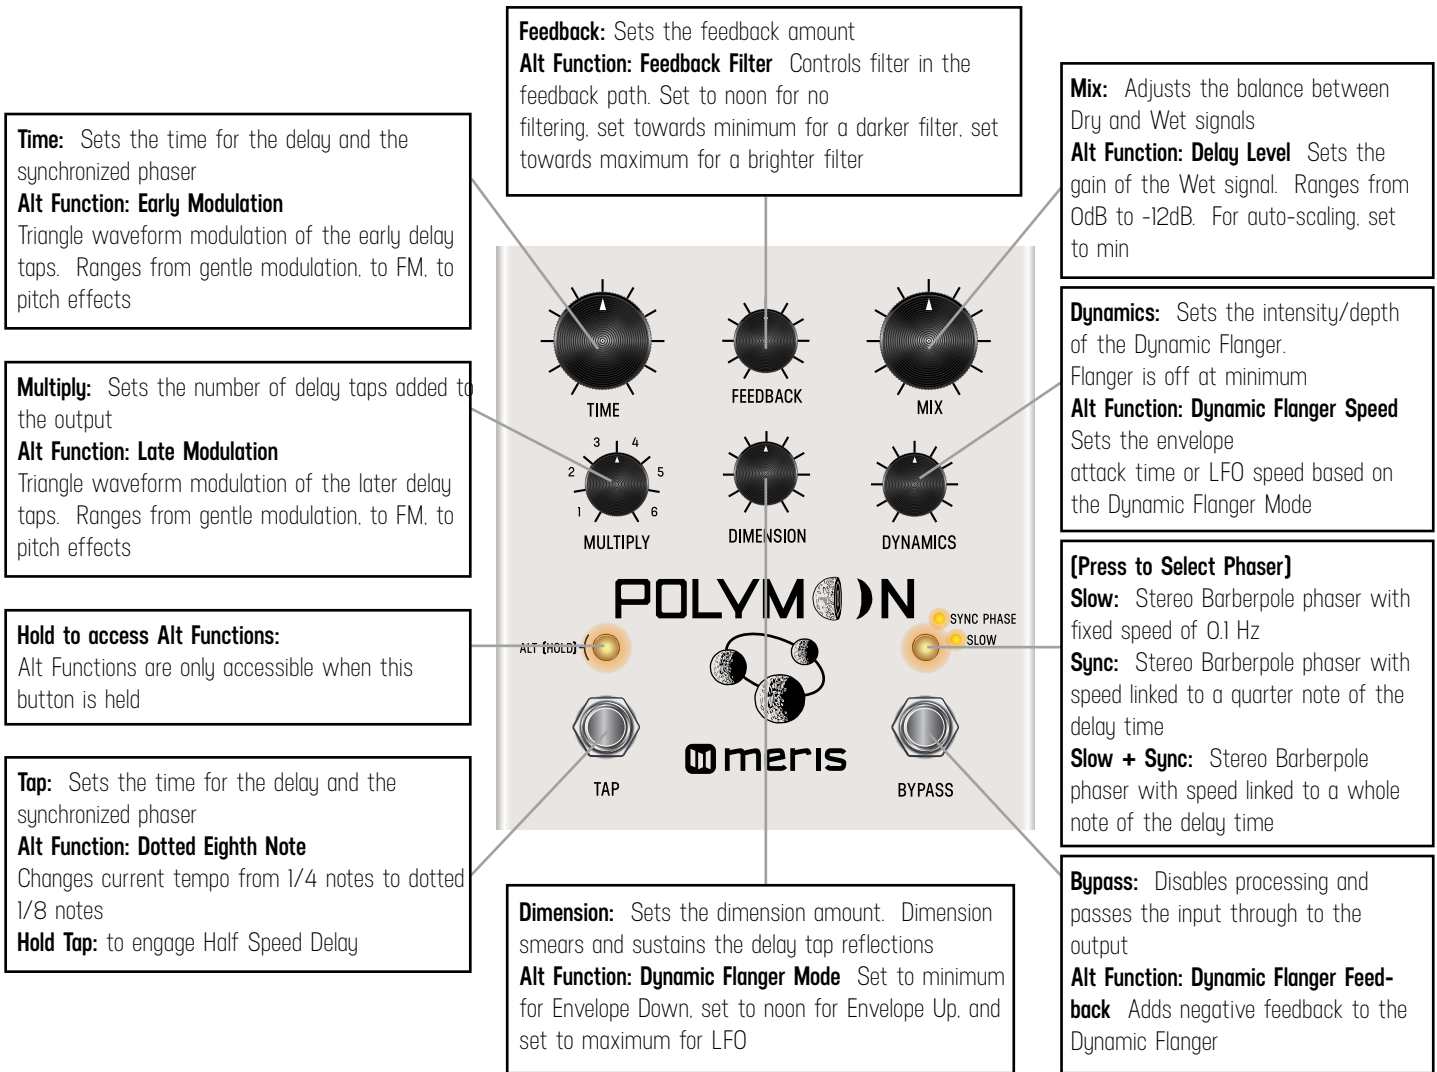 Feedback: Sets the feedback amount
Alt Function: Feedback Filter Controls filter in the
feedback path. Set to noon for no
filtering, set towards minimum for a darker filter, set
towards maximum for a brighter filter
Time: Sets the time for the delay and the
synchronized phaser
Alt Function: Early Modulation
Triangle waveform modulation of the early delay
taps. Ranges from gentle modulation, to FM, to
pitch effects
Multiply: Sets the number of delay taps added to
the output
Alt Function: Late Modulation
Triangle waveform modulation of the later delay
taps. Ranges from gentle modulation, to FM, to
pitch effects
Hold to access Alt Functions:
Alt Functions are only accessible when this
button is held
Tap: Sets the time for the delay and the
synchronized phaser
Alt Function: Dotted Eighth Note
Changes current tempo from 1/4 notes to dotted
1/8 notes
Hold Tap: to engage Half Speed Delay
TIME
FEEDBACK
MIX
1
2
3
4
5
6
MULTIPLY
DIMENSION
DYNAMICS
POLYMOON
SYNC PHASE
SLOW
ALT (HOLD)
meris
TAP
BYPASS
Dimension: Sets the dimension amount. Dimension
smears and sustains the delay tap reflections
Alt Function: Dynamic Flanger Mode Set to minimum
for Envelope Down, set to noon for Envelope Up, and
set to maximum for LFO
Mix: Adjusts the balance between
Dry and Wet signals
Alt Function: Delay Level Sets the
gain of the Wet signal. Ranges from
0dB to -12dB. For auto-scaling, set
to min
Dynamics: Sets the intensity/depth
of the Dynamic Flanger.
Flanger is off at minimum
Alt Function: Dynamic Flanger Speed
Sets the envelope
attack time or LFO speed based on
the Dynamic Flanger Mode
(Press to Select Phaser)
Slow: Stereo Barberpole phaser with
fixed speed of 0.1 Hz
Sync: Stereo Barberpole phaser with
speed linked to a quarter note of the
delay time
Slow + Sync: Stereo Barberpole
phaser with speed linked to a whole
note of the delay time
Bypass: Disables processing and
passes the input through to the
output
Alt Function: Dynamic Flanger Feed-
back Adds negative feedback to the
Dynamic Flanger